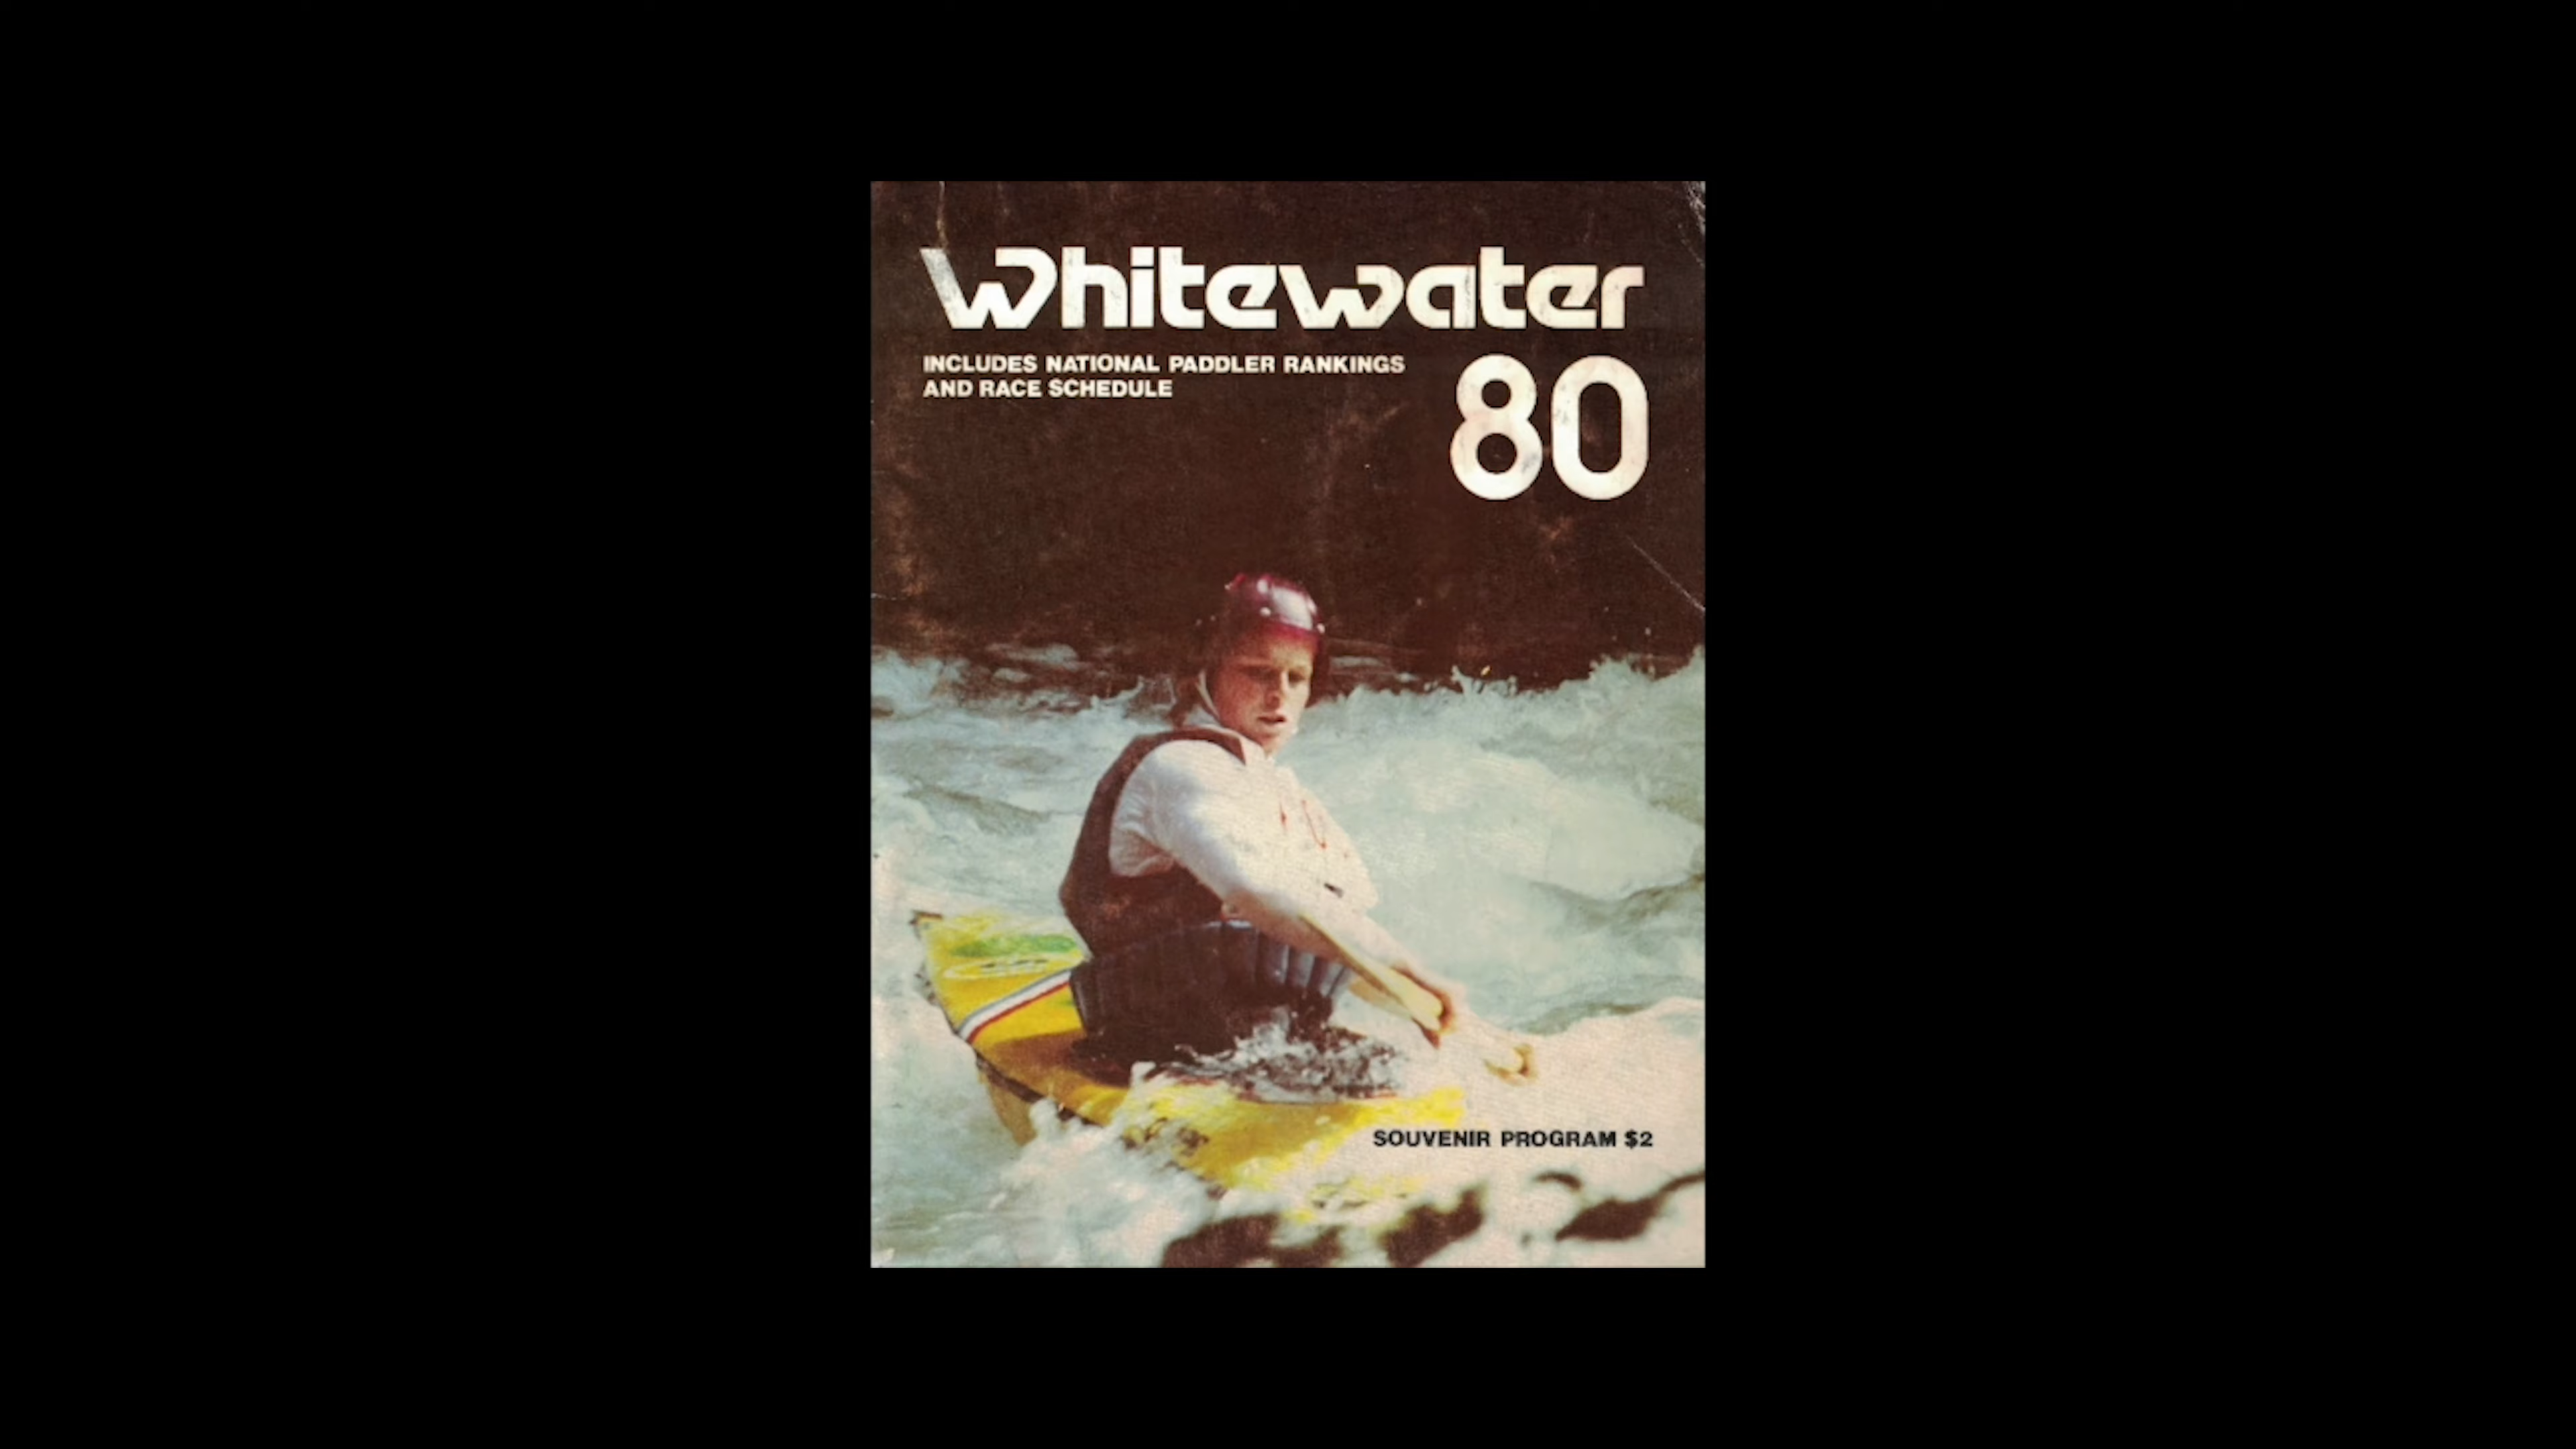 Whitewater
INCLUDES NATIONAL PADDLER RANKINGS
AND RACE SCHEDULE
80
SOUVENIR PROGRAM $2